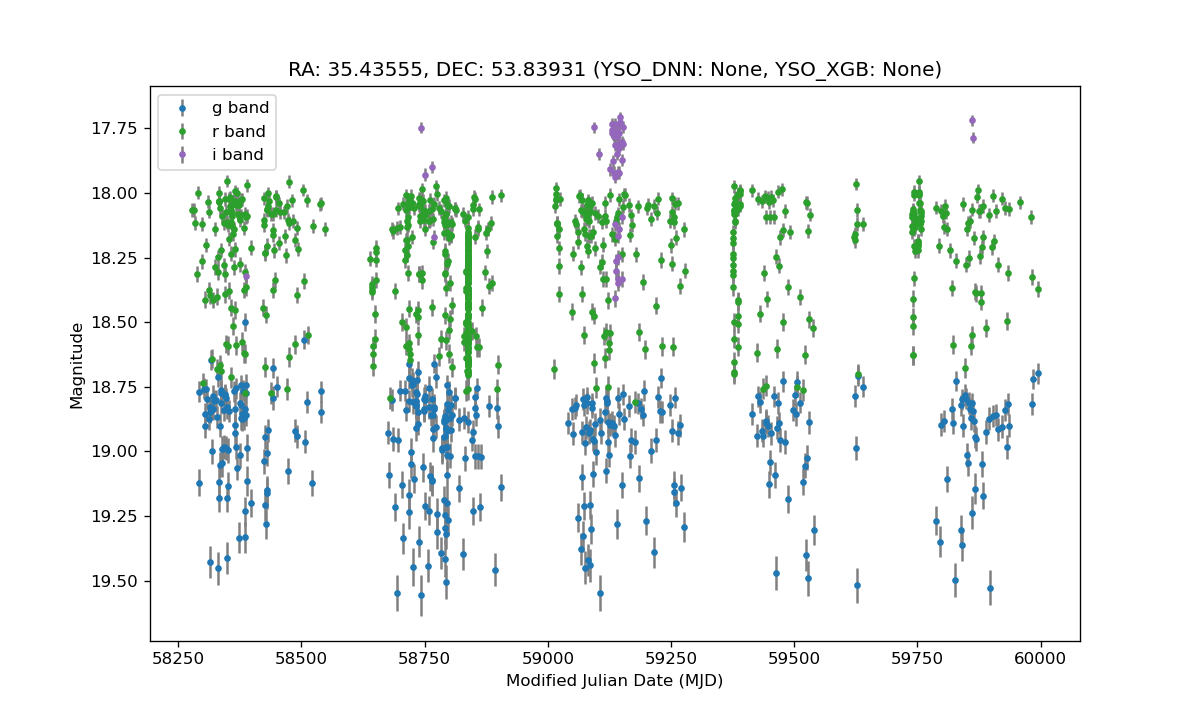 RA: 35.43555, DEC: 53.83931 (YSO_DNN: None, YSO_XGB: None)
g band
r band
i band
17.75
18.00
18.25
18.50
18.75
19.00
19.25
19.50
Magnitude
58250
58500
58750
59000
59250
59500
59750
60000
Modified Julian Date (MJD)